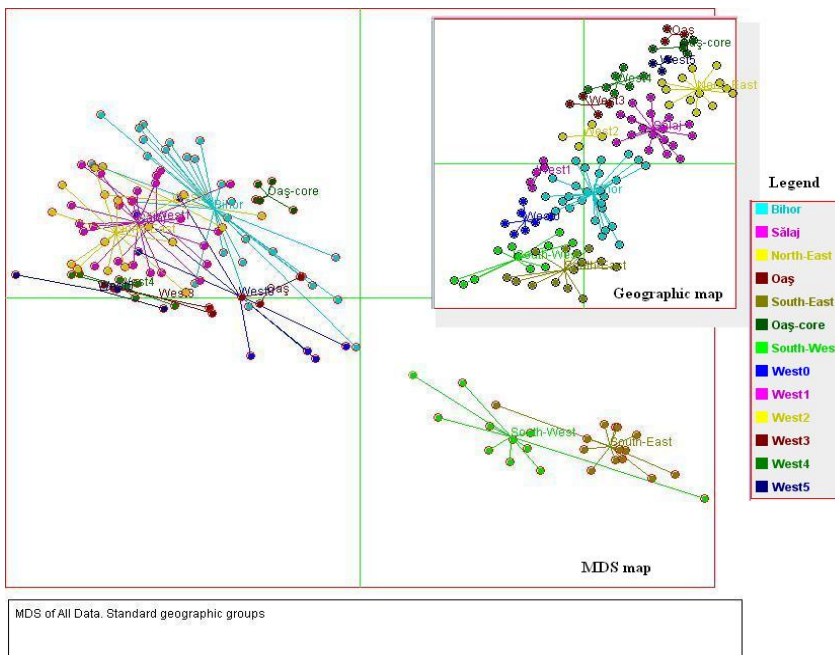 Oaş
Oaş-core
West5
North-East
West4
West3
Sălaj
West2
West1
Bihor
South-West
South-East
Geographic map
Legend
Bihor
Sălaj
North-East
Oaş
South-East
Oaş-core
South-Wes
West0
West1
West2
West3
West4
West5
Oaş-core
Bihor
West1
West4
West3
Oaş
South-West
South-East
MDS map
MDS of All Data. Standard geographic groups